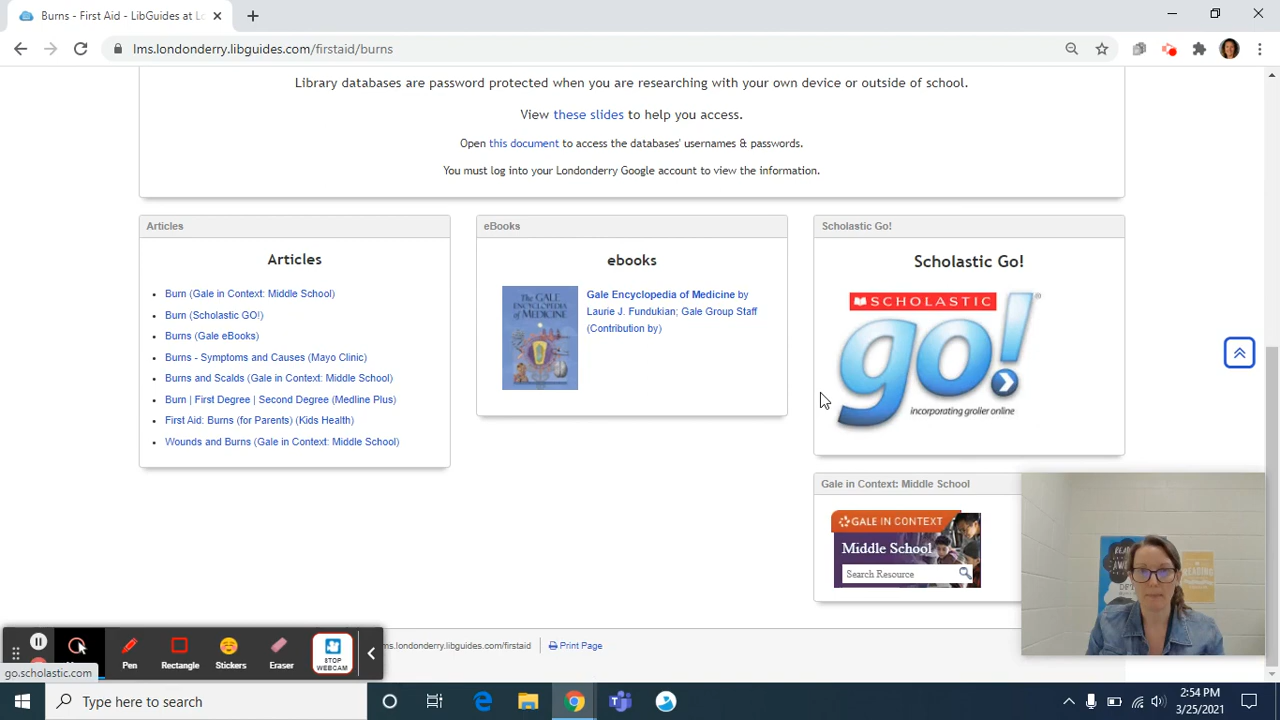 Burns - First Aid - LibGuides at Lo
lms.londonderry.libguides.com/firstaid/burns
Library databases are password protected when you are researching with your own device or outside of school.
View these slides to help you access.
Open this document to access the databases' usernames & passwords.
You must log into your Londonderry Google account to view the information.
Articles
Articles
Burn (Gale in Context: Middle School)
Burn (Scholastic GO!)
Burns (Gale eBooks)
Burns - Symptoms and Causes (Mayo Clinic)
Burns and Scalds (Gale in Context: Middle School)
Burn | First Degree | Second Degree (Medline Plus)
First Aid: Burns (for Parents) (Kids Health)
Wounds and Burns (Gale in Context: Middle School)
eBooks
ebooks
THE GALE
ENCYCLOPEDIA
OF MEDICINE
Gale Encyclopedia of Medicine by
Laurie J. Fundukian; Gale Group Staff
(Contribution by)
Scholastic Go!
Scholastic Go!
SCHOLASTIC
go!
incorporating grolier online
Gale in Context: Middle School
GALE IN CONTEXT
Middle School
Search Resource
ms.londonderry.libguides.com/firstaid
Print Page
Pen
Rectangle
Stickers
Eraser
STOP
WEBCAM
go.scholastic.com
Type here to search
2:54 PM
3/25/2021